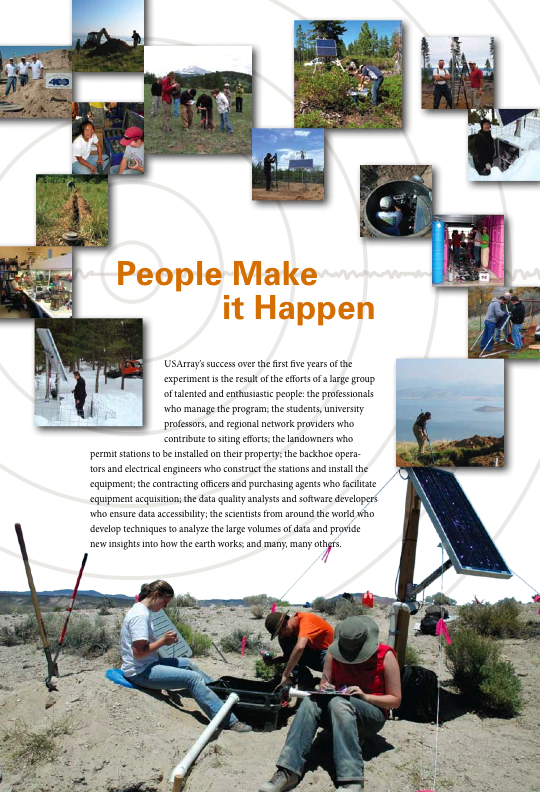 People Make
it Happen
USArray's success over the first five years of the
experiment is the result of the efforts of a large group
of talented and enthusiastic people: the professionals
who manage the program; the students, university
professors, and regional network providers who
contribute to siting efforts; the landowners who
permit stations to be installed on their property; the backhoe opera-
tors and electrical engineers who construct the stations and install the
equipment; the contracting officers and purchasing agents who facilitate
equipment acquisition; the data quality analysts and software developers
who ensure data accessibility; the scientists from around the world who
develop techniques to analyze the large volumes of data and provide
new insights into how the earth works; and many, many others.
400